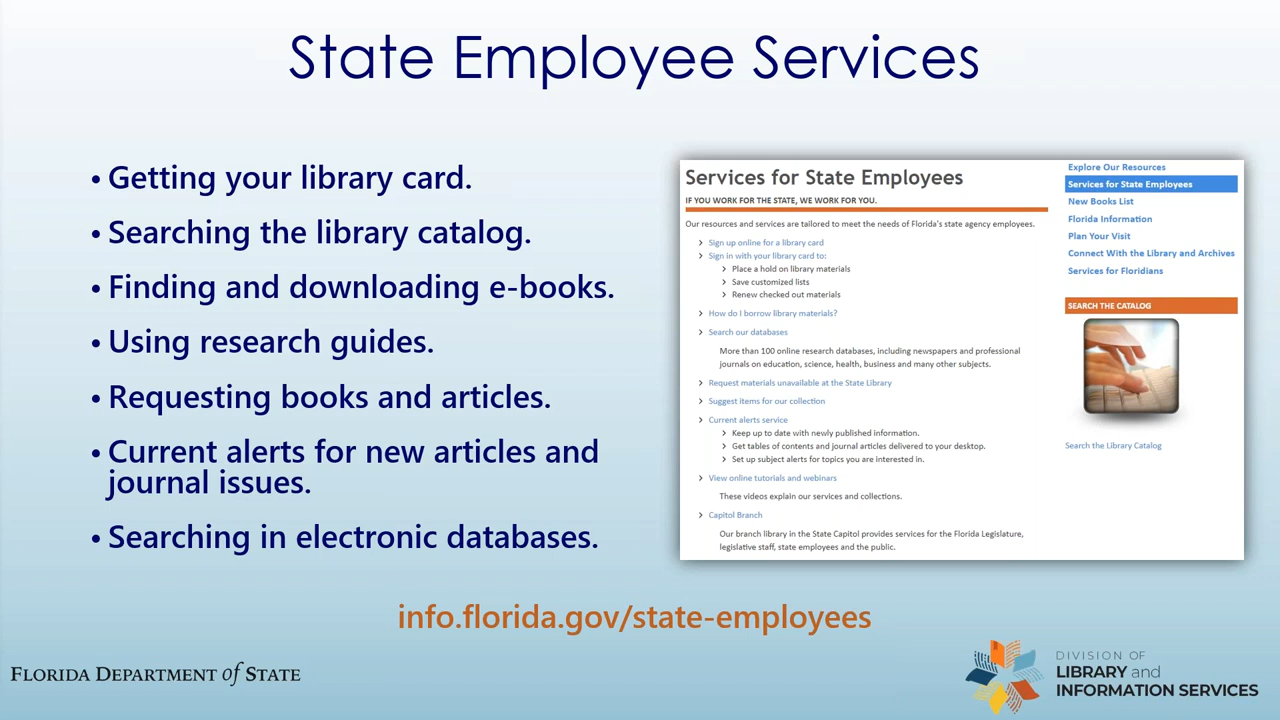 State Employee Services
• Getting your library card.
• Searching the library catalog.
• Finding and downloading e-books.
• Using research guides.
• Requesting books and articles.
• Current alerts for new articles and
journal issues.
• Searching in electronic databases.
Services for State Employees
IF YOU WORK FOR THE STATE, WE WORK FOR YOU.
Our resources and services are tailored to meet the needs of Florida's state agency employees.
Sign up online for a library card
Sign in with your library card to:
Place a hold on library materials
Save customized lists
Renew checked out materials
How do I borrow library materials?
Search our databases
More than 100 online research databases, including newspapers and professional
journals on education, science, health, business and many other subjects.
Request materials unavailable at the State Library
Suggest items for our collection
Current alerts service
Keep up to date with newly published information.
Get tables of contents and journal articles delivered to your desktop.
Set up subject alerts for topics you are interested in.
View online tutorials and webinars
These videos explain our services and collections.
Capitol Branch
Our branch library in the State Capitol provides services for the Florida Legislature,
legislative staff, state employees and the public.
Explore Our Resources
Services for State Employees
New Books List
Florida Information
Plan Your Visit
Connect With the Library and Archives
Services for Floridians
SEARCH THE CATALOG
Search the Library Catalog
info.florida.gov/state-employees
FLORIDA DEPARTMENT of STATE
DIVISION OF
LIBRARY and
INFORMATION SERVICES